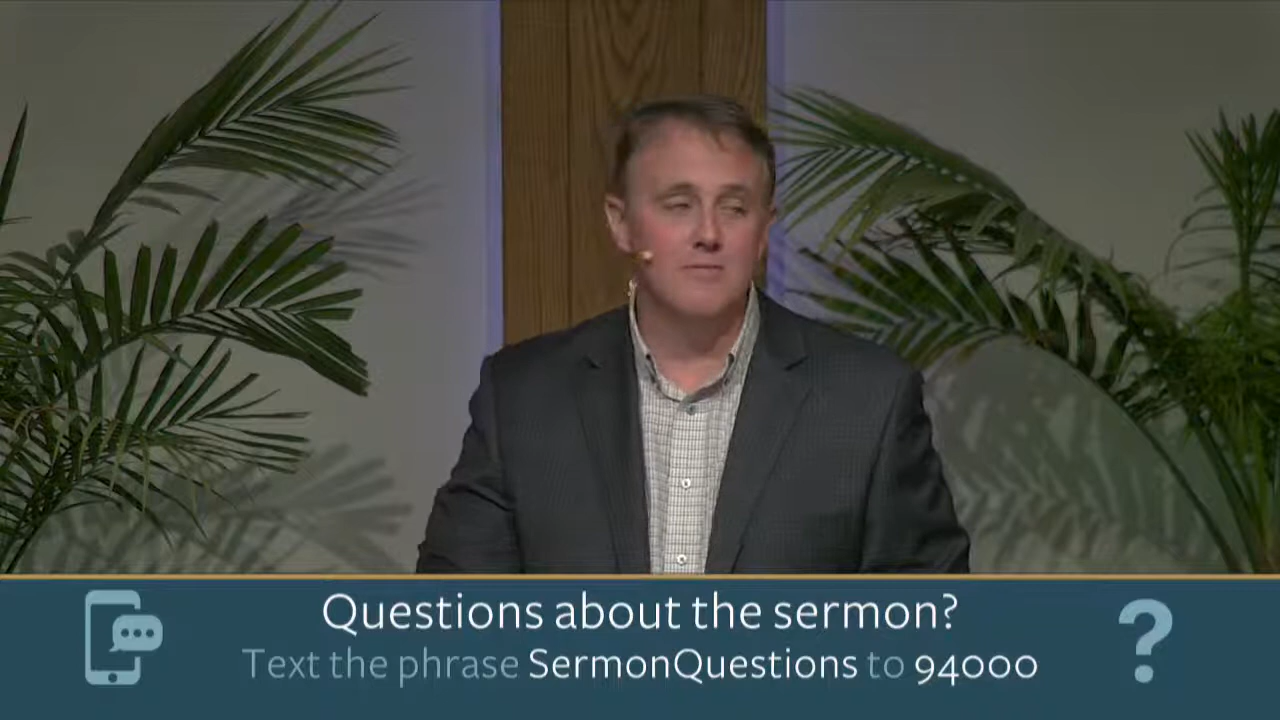 Questions about the sermon?
Text the phrase SermonQuestions to 94000
?